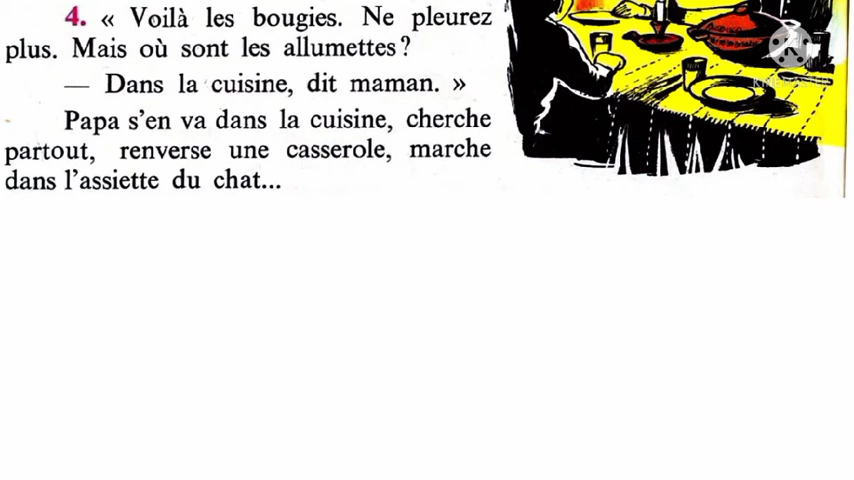 4. « Voilà les bougies. Ne pleurez
plus. Mais où sont les allumettes ?
— Dans la cuisine, dit maman. »
Papa s'en va dans la cuisine, cherche
partout, renverse une casserole, marche
dans l'assiette du chat...